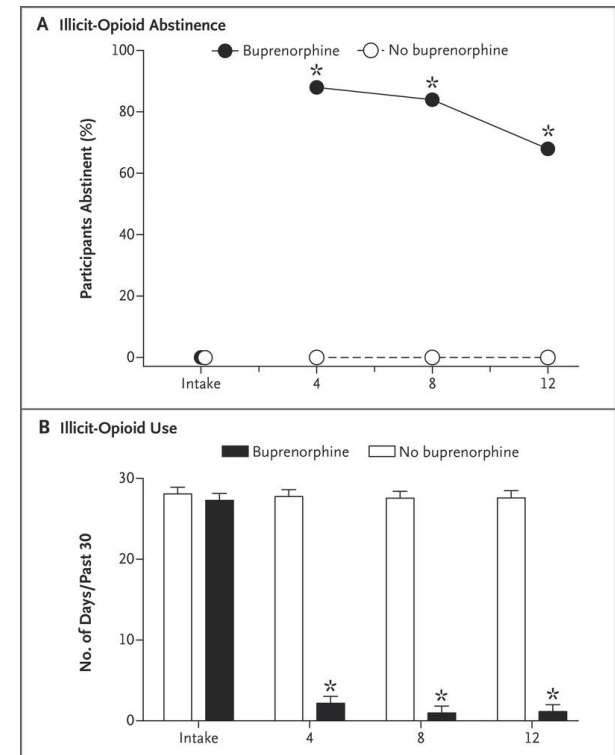 A Illicit-Opioid Abstinence
Buprenorphine No buprenorphine
Participants Abstinent (%)
100
80
60
40
20
0
* * *
Intake 4 8 12
B Illicit-Opioid Use
Buprenorphine No buprenorphine
No. of Days/Past 30
30
20
10
0
* * *
Intake 4 8 12